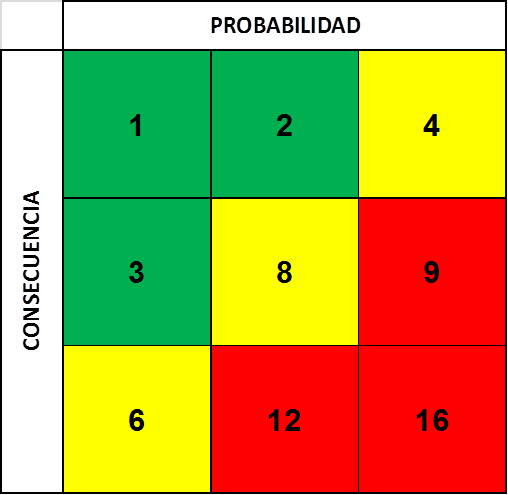 PROBABILIDAD
CONSECUENCIA
1 2 4
3 8 9
6 12 16